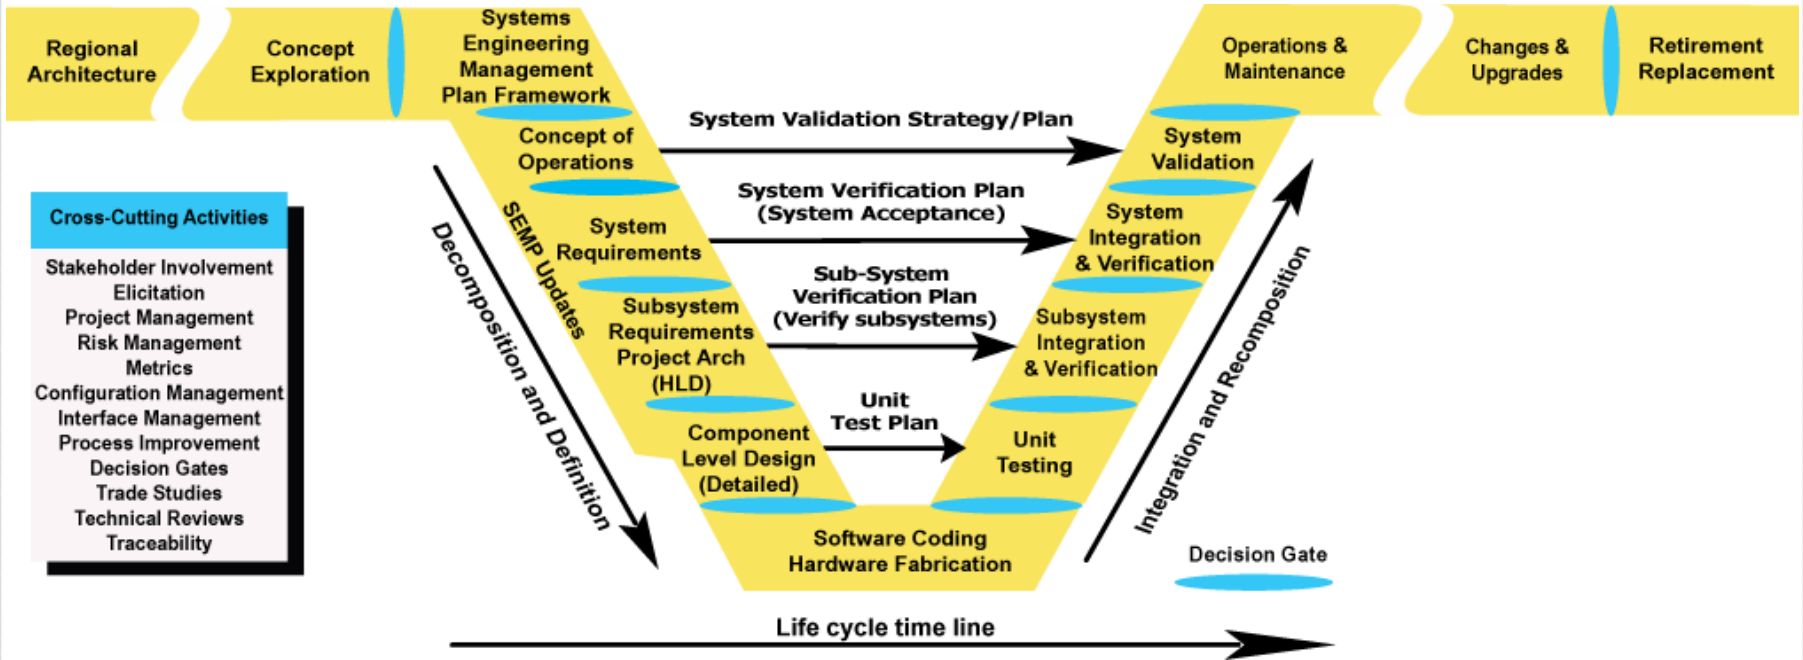 Regional
Architecture
Concept
Exploration
Systems
Engineering
Management
Plan Framework
Concept of
Operations
SEMP Updates
System
Requirements
Subsystem
Requirements
Project Arch
(HLD)
Component
Level Design
(Detailed)
Software Coding
Hardware Fabrication
Unit
Testing
Subsystem
Integration
& Verification
System
Integration
& Verification
System
Validation
Operations &
Maintenance
Changes &
Upgrades
Retirement
Replacement
System Validation Strategy/Plan
System Verification Plan
(System Acceptance)
Sub-System
Verification Plan
(Verify subsystems)
Unit
Test Plan
Decomposition and Definition
Integration and Recomposition
Cross-Cutting Activities
Stakeholder Involvement
Elicitation
Project Management
Risk Management
Metrics
Configuration Management
Interface Management
Process Improvement
Decision Gates
Trade Studies
Technical Reviews
Traceability
Decision Gate
Life cycle time line